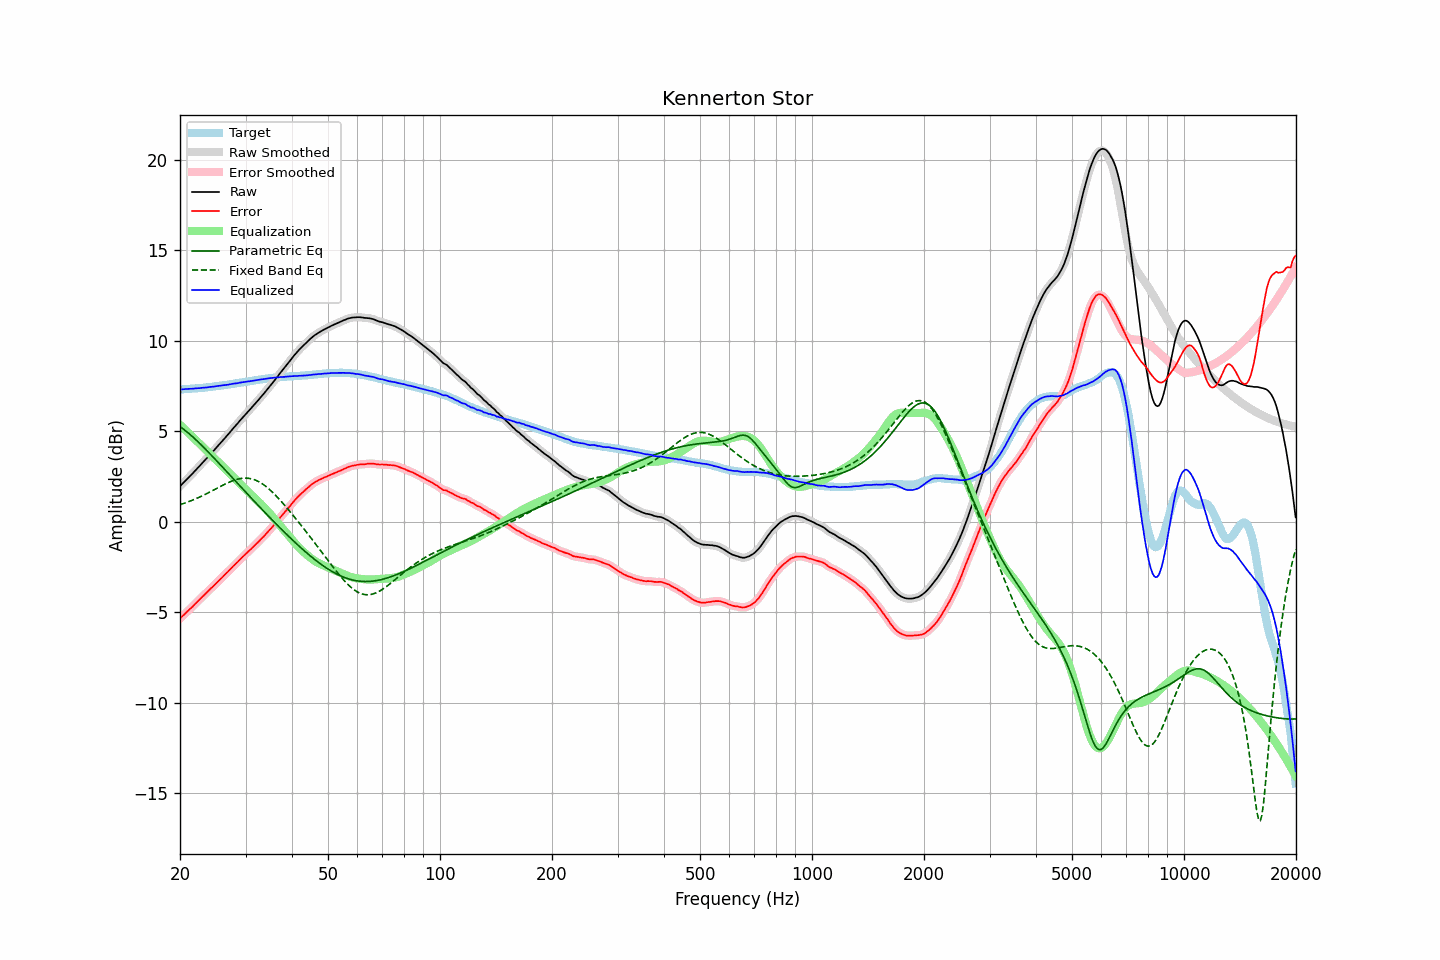 Kennerton Stor
Target
Raw Smoothed
Error Smoothed
Raw
Error
Equalization
Parametric Eq
Fixed Band Eq
Equalized
20
15
10
5
0
−5
−10
−15
Amplitude (dBr)
20 50 100 200 500 1000 2000 5000 10000 20000
Frequency (Hz)